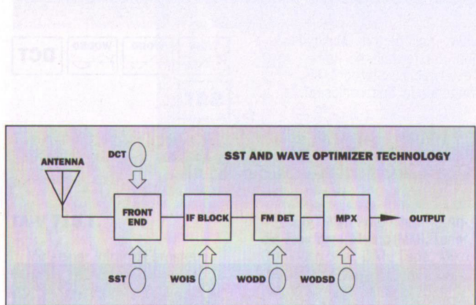 SST AND WAVE OPTIMIZER TECHNOLOGY
ANTENNA
DCT
FRONT END
IF BLOCK
FM DET
MPX
OUTPUT
SST
WOIS
WODD
WODSD